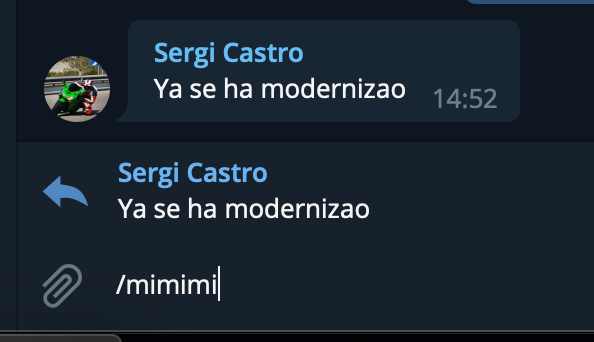 Sergi Castro
Ya se ha modernizao
14:52
Sergi Castro
Ya se ha modernizao
/mimimi